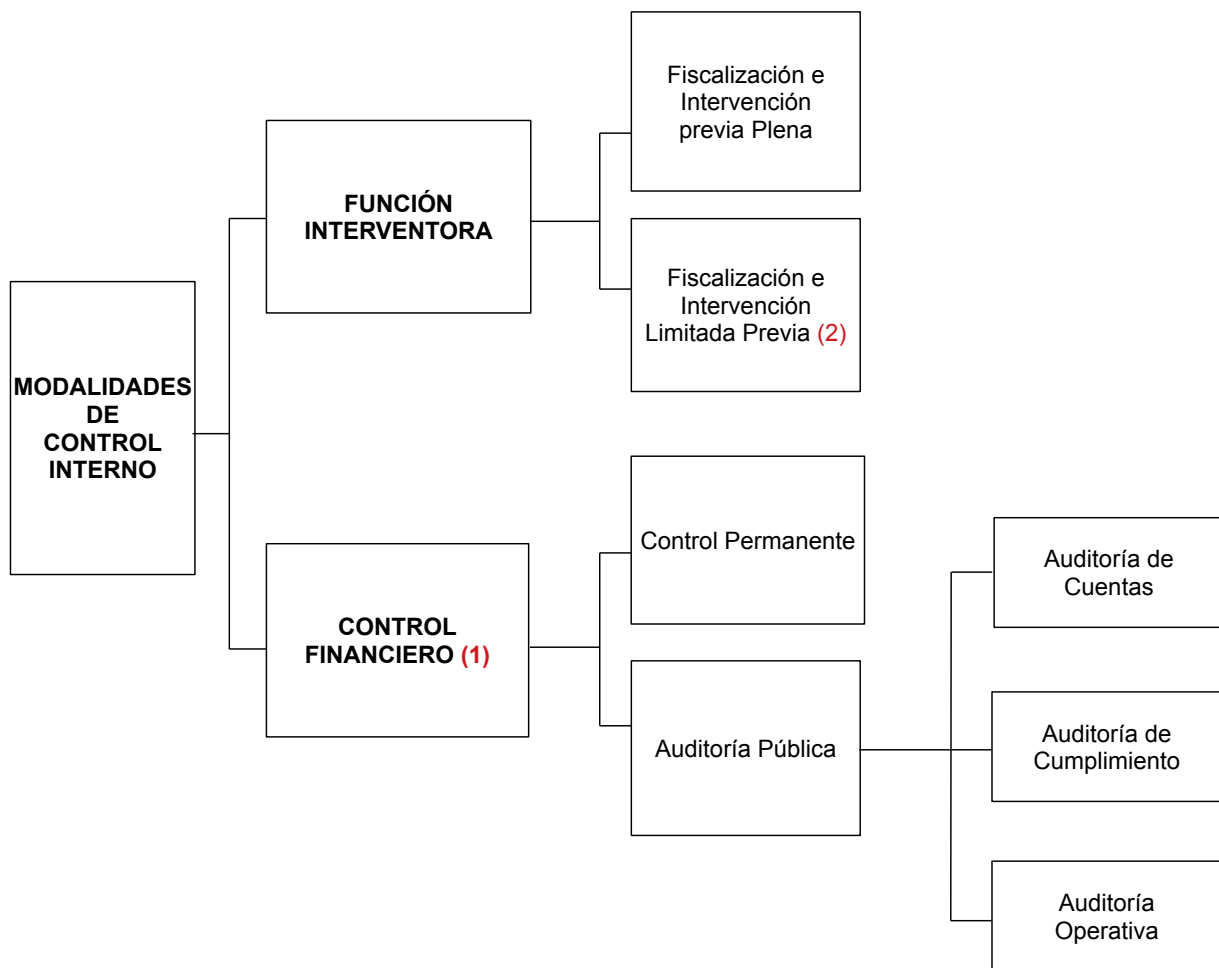 Fiscalización e
Intervención
previa Plena
FUNCIÓN
INTERVENTORA
Fiscalización e
Intervención
Limitada Previa (2)
MODALIDADES
DE
CONTROL
INTERNO
Control Permanente
CONTROL
FINANCIERO (1)
Auditoría Pública
Auditoría de
Cuentas
Auditoría de
Cumplimiento
Auditoría
Operativa